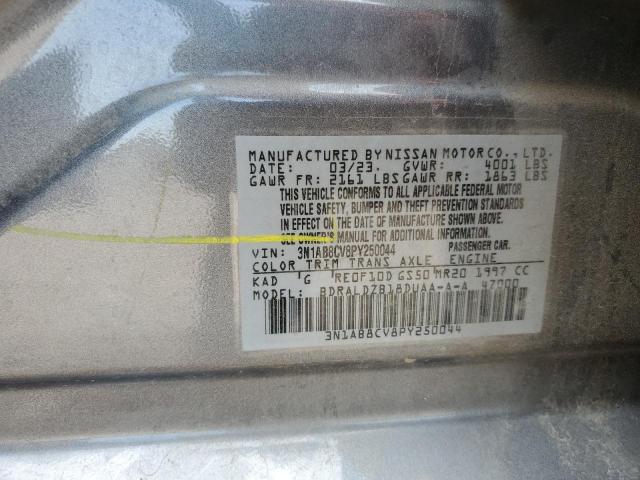 MANUFACTURED BY NISSAN MOTOR CO., LTD.
DATE: 03/23 GVWR: 4001 LBS
GAWR FR: 2161 LBS GAWR RR: 1863 LBS
THIS VEHICLE CONFORMS TO ALL APPLICABLE FEDERAL MOTOR
VEHICLE SAFETY, BUMPER AND THEFT PREVENTION STANDARDS
IN EFFECT ON THE DATE OF MANUFACTURE SHOWN ABOVE.
SEE OWNER'S MANUAL FOR ADDITIONAL INFORMATION.
VIN: 3N1AB8CV8PY250044 PASSENGER CAR.
COLOR TRIM TRANS AXLE ENGINE
KAD G RE0F10D GS50 MR20 1997 CC
MODEL: BDRALDZB18DUAA-A-A 47000
3N1AB8CV8PY250044